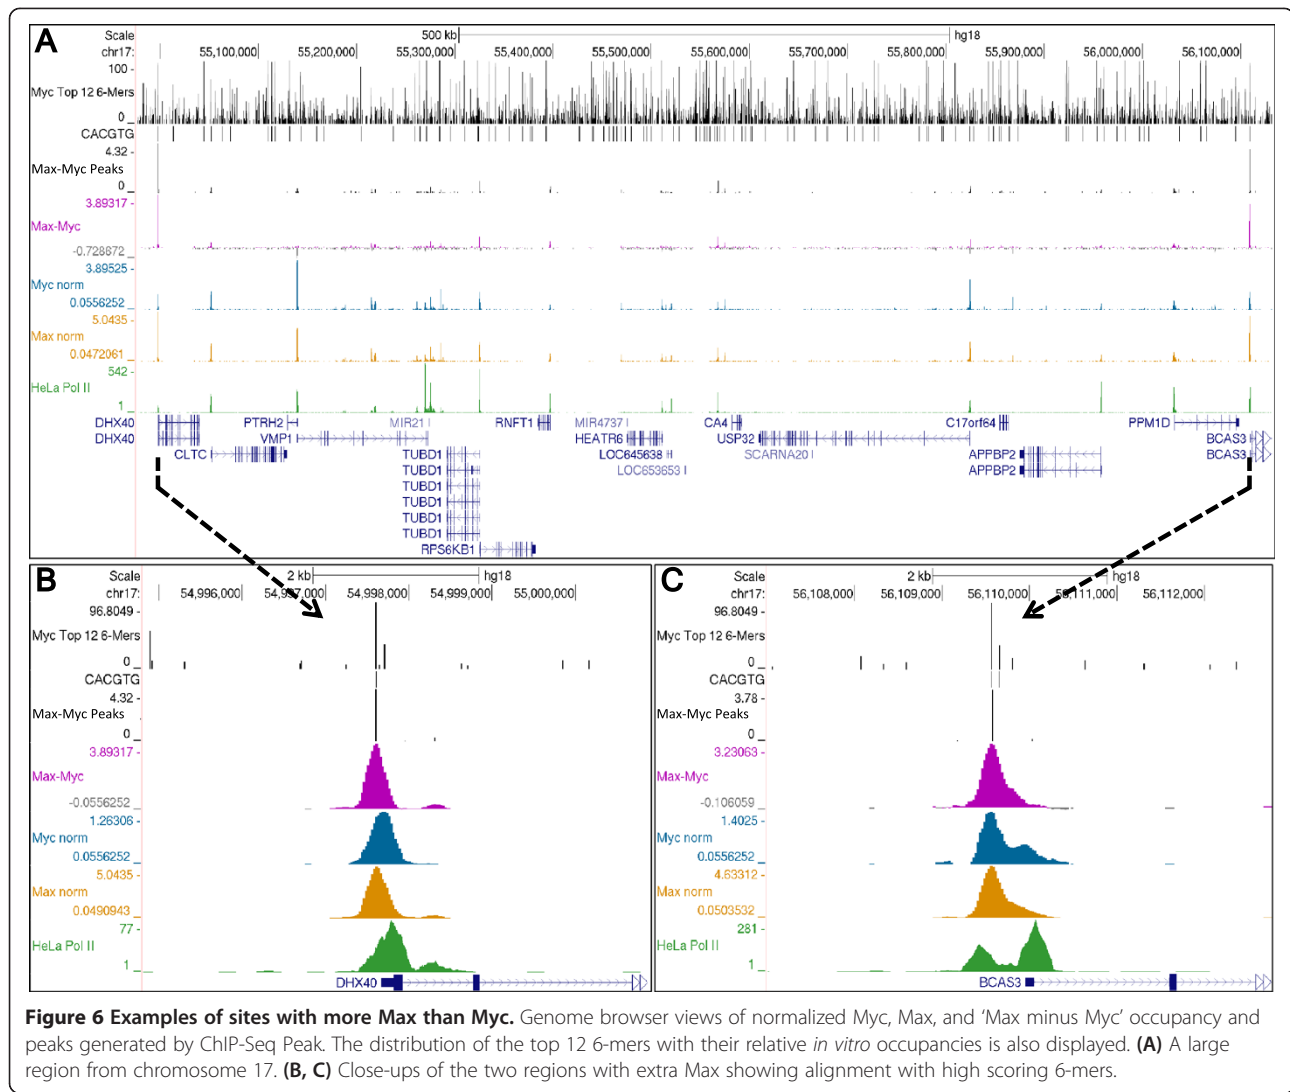 A
Scale 500 kb hg18
chr17: 55,100,000 55,200,000 55,300,000 55,400,000 55,500,000 55,600,000 55,700,000 55,800,000 55,900,000 56,000,000 56,100,000
100 -
Myc Top 12 6-Mers
0 _
CACGTG
4.32 -
Max-Myc Peaks
0 _
3.89317 -
Max-Myc
-0.728672 _
3.89525 -
Myc norm
0.0556252 _
5.0435 -
Max norm
0.0472061 _
542 -
HeLa Pol II
1 _
DHX40 PTRH2 MIR21 RNFT1 MIR4737 CA4 C17orf64 PPM1D
DHX40 VMP1 HEATR6 USP32 BCAS3
CLTC TUBD1 LOC645638 SCARNA20 APPBP2 BCAS3
TUBD1 LOC653653 APPBP2
TUBD1
TUBD1
TUBD1
TUBD1
RPS6KB1
B
Scale 2 kb hg18
chr17: 54,996,000 54,997,000 54,998,000 54,999,000 55,000,000
96.8049 -
Myc Top 12 6-Mers
0 _
CACGTG
4.32 -
Max-Myc Peaks
0 _
3.89317 -
Max-Myc
-0.0556252 _
1.26306 -
Myc norm
0.0556252 _
5.0435 -
Max norm
0.0490943 _
77 -
HeLa Pol II
1 _
DHX40
C
Scale 2 kb hg18
chr17: 56,108,000 56,109,000 56,110,000 56,111,000 56,112,000
96.8049 -
Myc Top 12 6-Mers
0 _
CACGTG
3.78 -
Max-Myc Peaks
0 _
3.23063 -
Max-Myc
-0.106059 _
1.4025 -
Myc norm
0.0556252 _
4.63312 -
Max norm
0.0503532 _
281 -
HeLa Pol II
1 _
BCAS3
Figure 6 Examples of sites with more Max than Myc. Genome browser views of normalized Myc, Max, and ‘Max minus Myc’ occupancy and
peaks generated by ChIP-Seq Peak. The distribution of the top 12 6-mers with their relative in vitro occupancies is also displayed. (A) A large
region from chromosome 17. (B, C) Close-ups of the two regions with extra Max showing alignment with high scoring 6-mers.